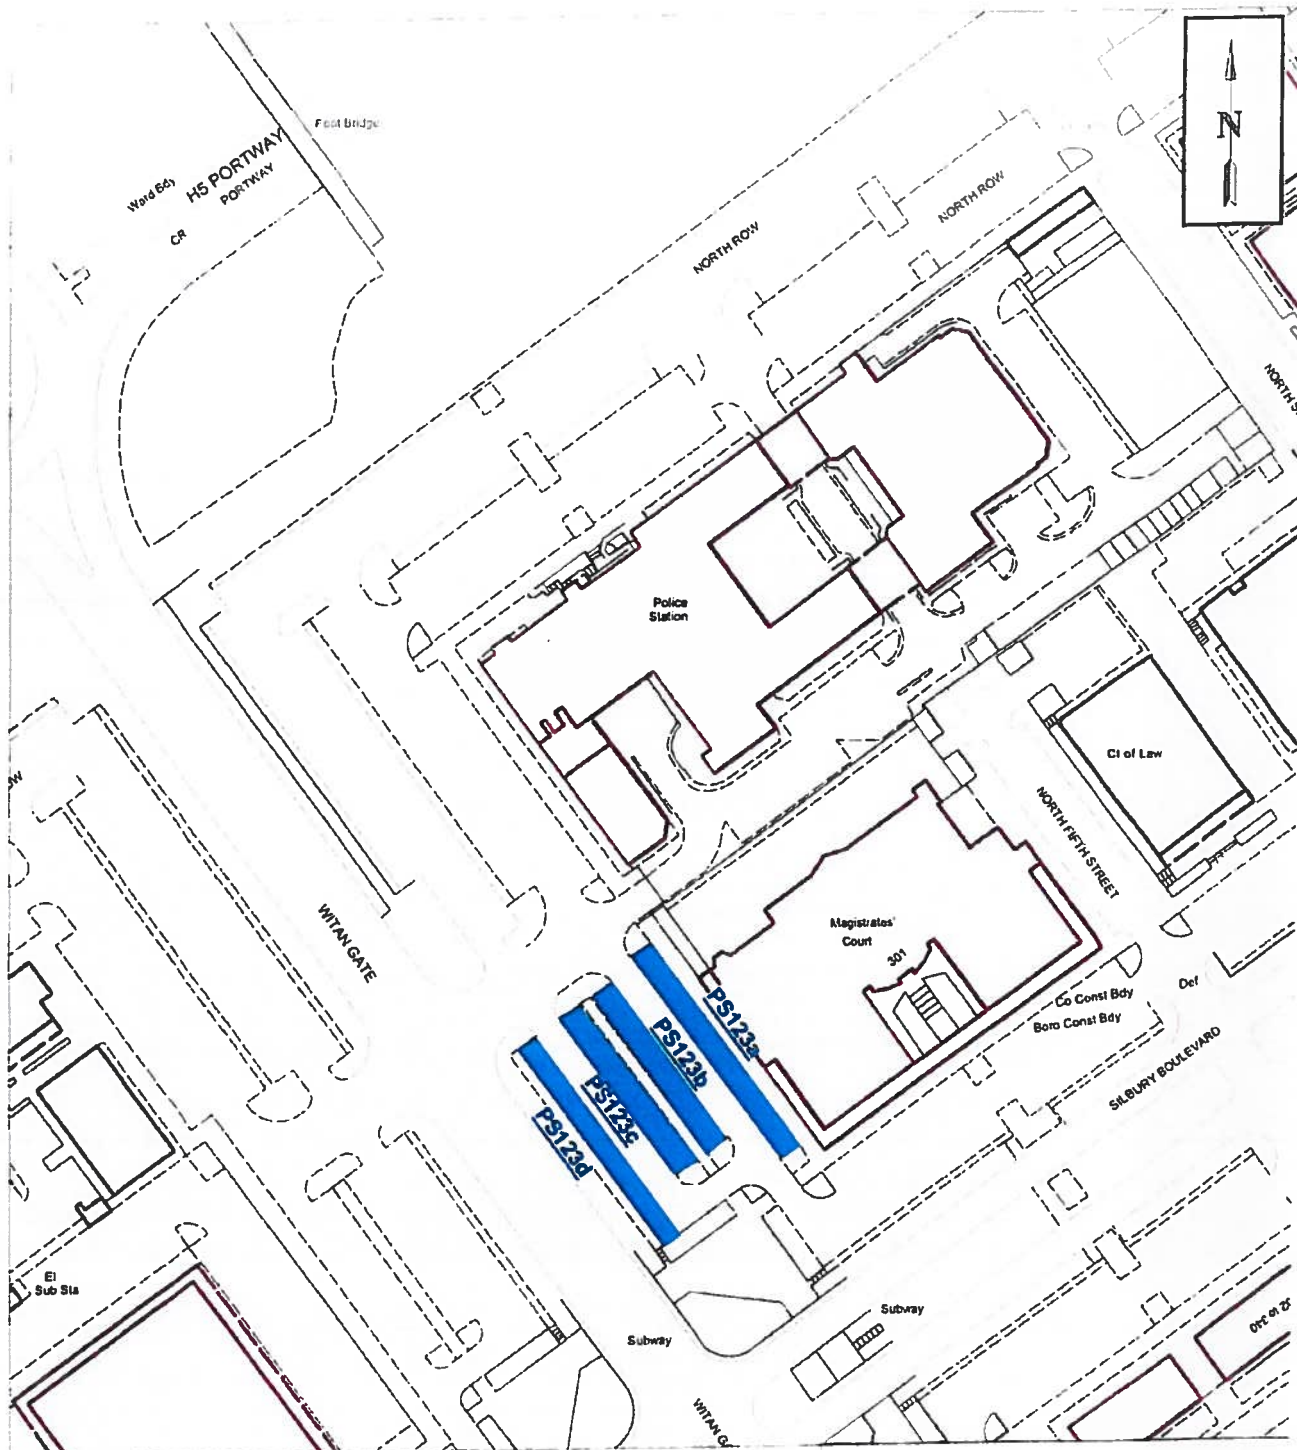 N
Foot Bridge
Ward Bdy
H5 PORTWAY
PORTWAY
CR
NORTH ROW
NORTH ROW
Police
Station
Ct of Law
NORTH FIFTH STREET
WITAN GATE
Magistrates'
Court
301
Def
Co Const Bdy
Boro Const Bdy
SILBURY BOULEVARD
PS123a
PS123b
PS123c
PS123d
El
Sub Sta
Subway
Subway